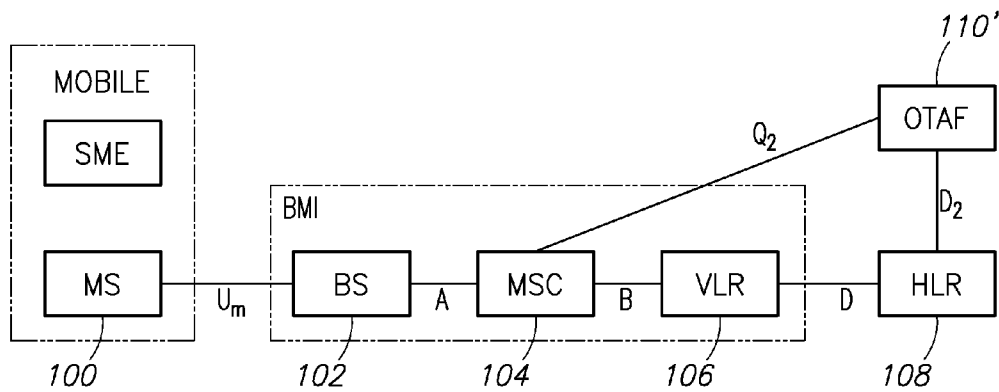 110'
MOBILE
OTAF
SME
Q2
BMI
D2
MS
BS
MSC
VLR
HLR
Um
A
B
D
100
102
104
106
108